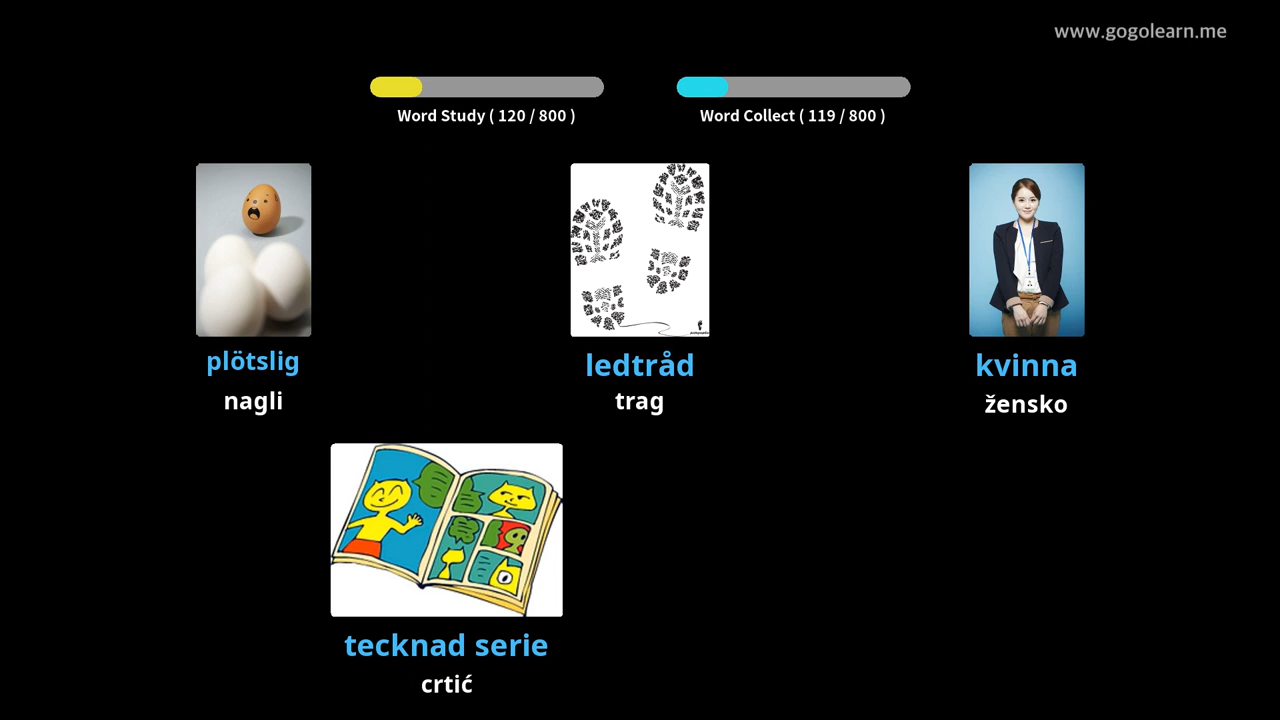 www.gogolearn.me
Word Study ( 120 / 800 )
Word Collect ( 119 / 800 )
plötslig
ledtråd
kvinna
nagli
trag
žensko
tecknad serie
crtić